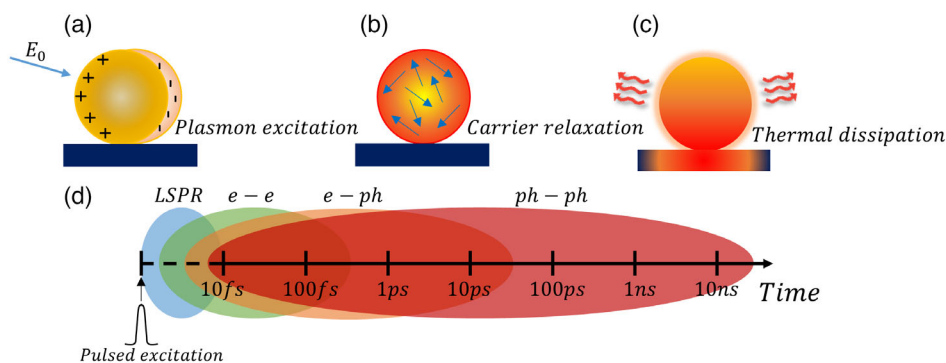 (a)
(b)
(c)
E0
+ + + + + + +
- - - - - -
Plasmon excitation
Carrier relaxation
Thermal dissipation
(d)
LSPR
e − e
e − ph
ph − ph
10fs
100fs
1ps
10ps
100ps
1ns
10ns
Time
Pulsed excitation